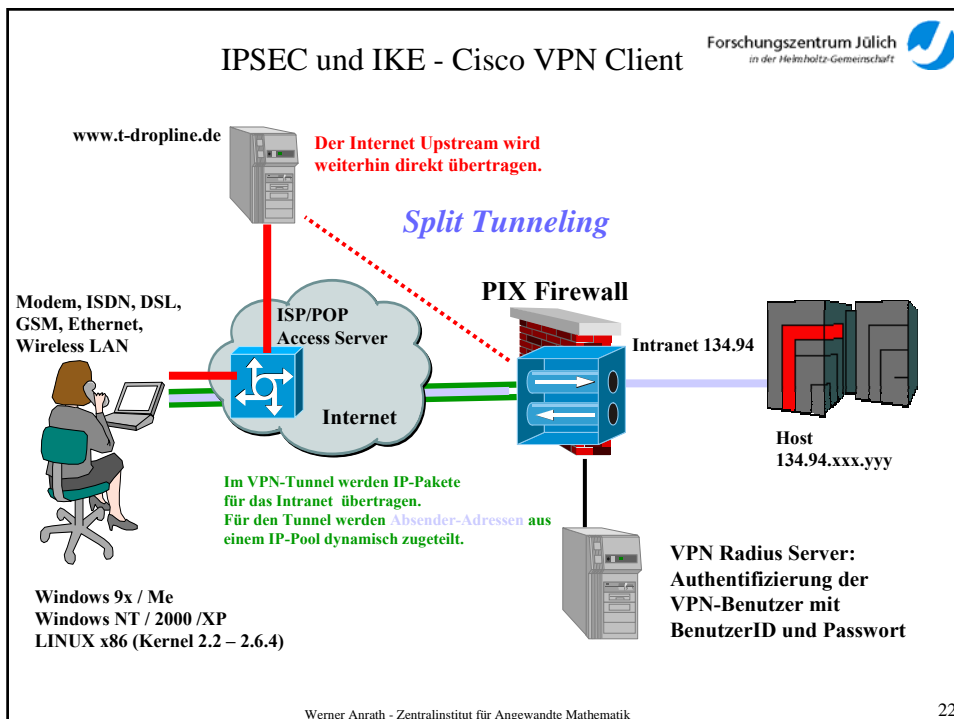 IPSEC und IKE - Cisco VPN Client
Forschungszentrum Jülich
in der Helmholtz-Gemeinschaft
www.t-dropline.de
Der Internet Upstream wird
weiterhin direkt übertragen.
Split Tunneling
Modem, ISDN, DSL,
GSM, Ethernet,
Wireless LAN
ISP/POP
Access Server
Internet
PIX Firewall
Intranet 134.94
Host
134.94.xxx.yyy
Im VPN-Tunnel werden IP-Pakete
für das Intranet übertragen.
Für den Tunnel werden Absender-Adressen aus
einem IP-Pool dynamisch zugeteilt.
VPN Radius Server:
Authentifizierung der
VPN-Benutzer mit
BenutzerID und Passwort
Windows 9x / Me
Windows NT / 2000 /XP
LINUX x86 (Kernel 2.2 – 2.6.4)
Werner Anrath - Zentralinstitut für Angewandte Mathematik
22